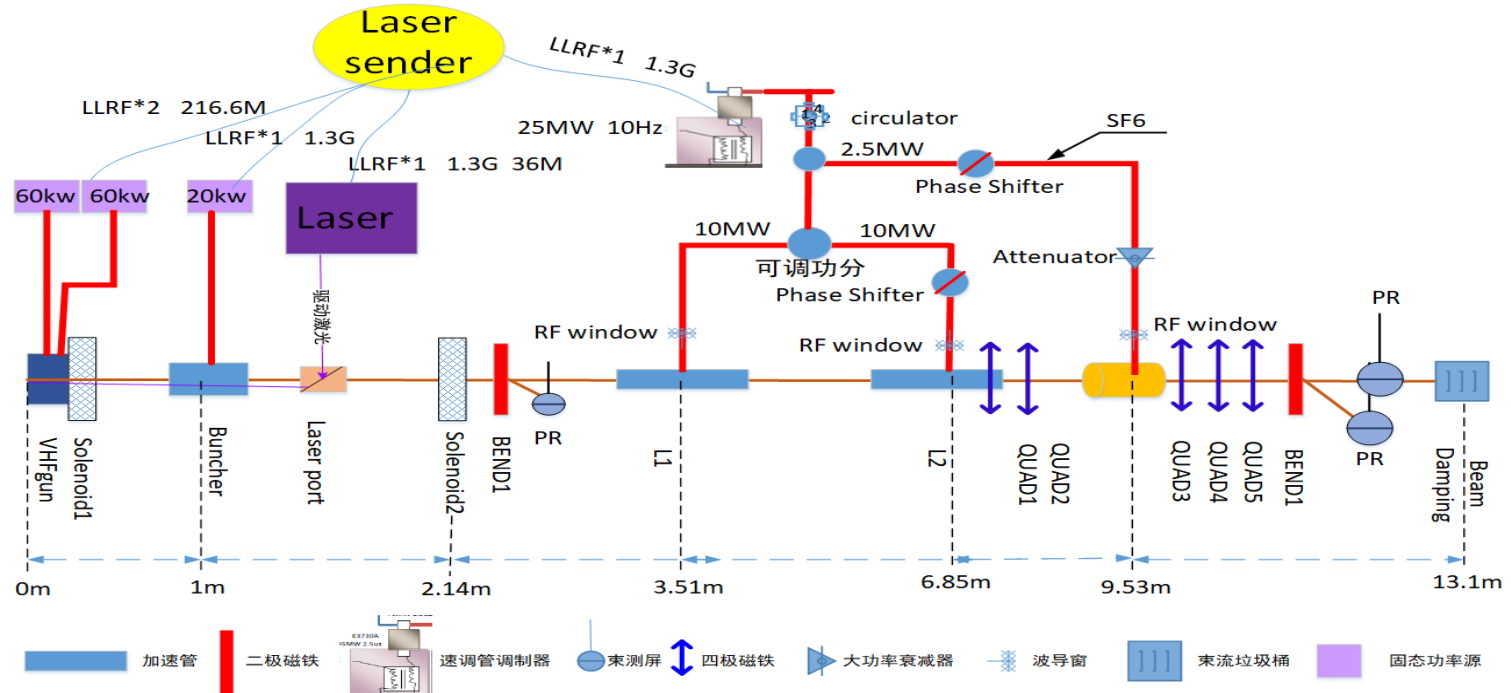 Laser
sender
LLRF*1 1.3G
LLRF*2 216.6M
LLRF*1 1.3G
LLRF*1 1.3G 36M
25MW 10Hz
circulator
SF6
2.5MW
Phase Shifter
60kw
60kw
20kw
Laser
10MW
10MW
可调功分
Phase Shifter
Attenuator
驱动激光
RF window
RF window
RF window
PR
PR
PR
PR
VHFgun
Solenoid1
Buncher
Laser port
Solenoid2
BEND1
L1
L2
QUAD1
QUAD2
QUAD3
QUAD4
QUAD5
BEND1
Beam
Damping
0m
1m
2.14m
3.51m
6.85m
9.53m
13.1m
加速管
二极磁铁
E3730A
速调管调制器
束测屏
四极磁铁
大功率衰减器
波导窗
束流垃圾桶
固态功率源